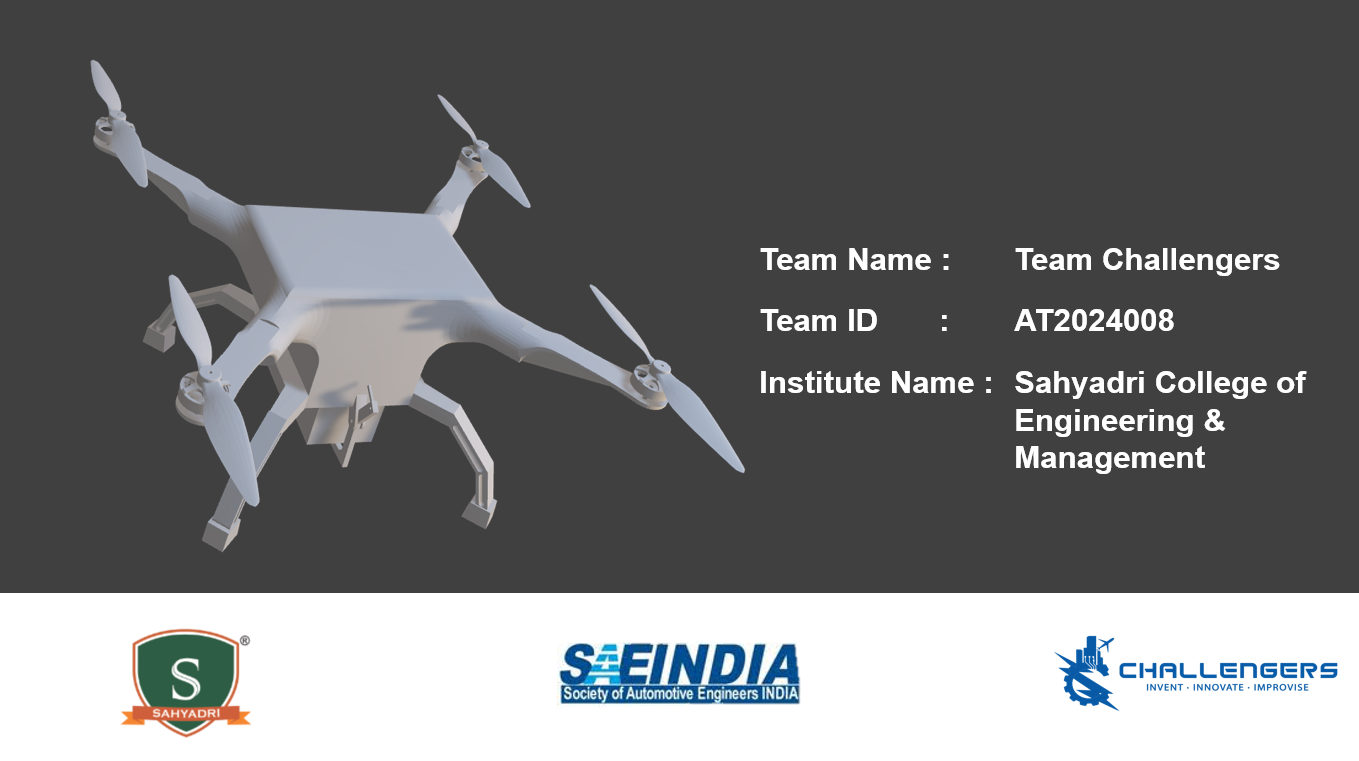 Team Name : Team Challengers
Team ID : AT2024008
Institute Name : Sahyadri College of
Engineering &
Management
S
®
SAHYADRI
SAEINDIA
Society of Automotive Engineers INDIA
CHALLENGERS
INVENT · INNOVATE · IMPROVISE